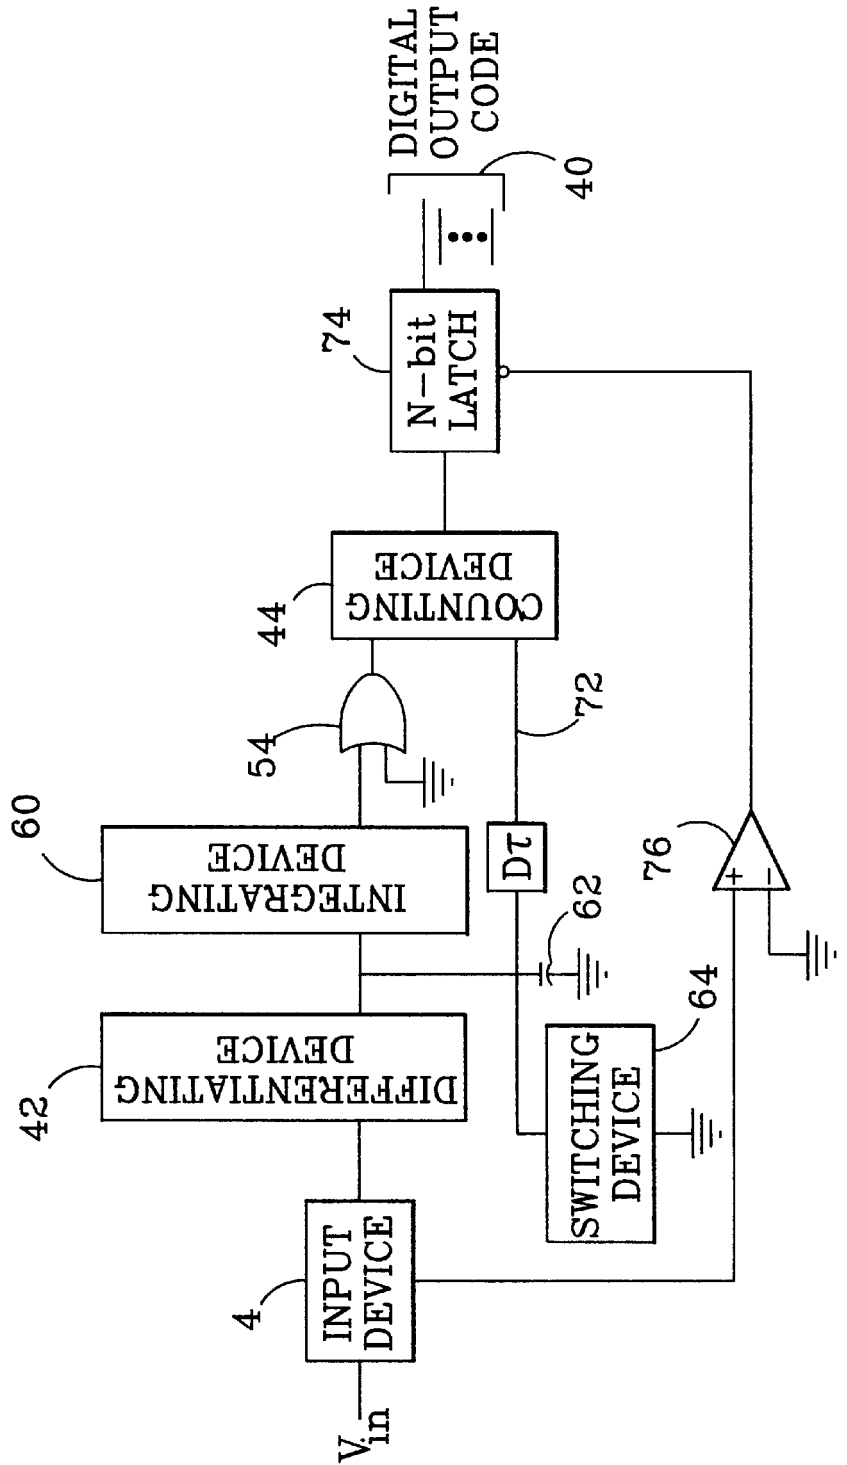 V_in
4
INPUT
DEVICE
42
DIFFERENTIATING
DEVICE
60
INTEGRATING
DEVICE
62
54
44
COUNTING
DEVICE
74
N-bit
LATCH
DIGITAL
OUTPUT
CODE
40
SWITCHING
DEVICE
64
Dτ
72
76
+
−